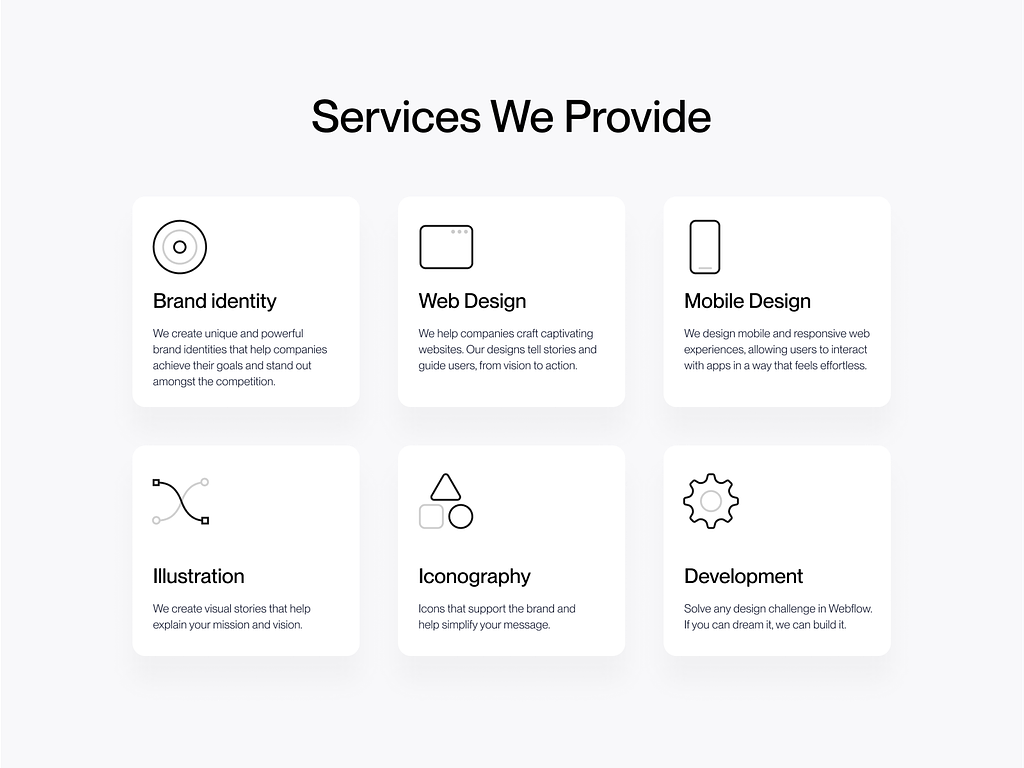 Services We Provide
Brand identity
We create unique and powerful
brand identities that help companies
achieve their goals and stand out
amongst the competition.
Web Design
We help companies craft captivating
websites. Our designs tell stories and
guide users, from vision to action.
Mobile Design
We design mobile and responsive web
experiences, allowing users to interact
with apps in a way that feels effortless.
Illustration
We create visual stories that help
explain your mission and vision.
Iconography
Icons that support the brand and
help simplify your message.
Development
Solve any design challenge in Webflow.
If you can dream it, we can build it.